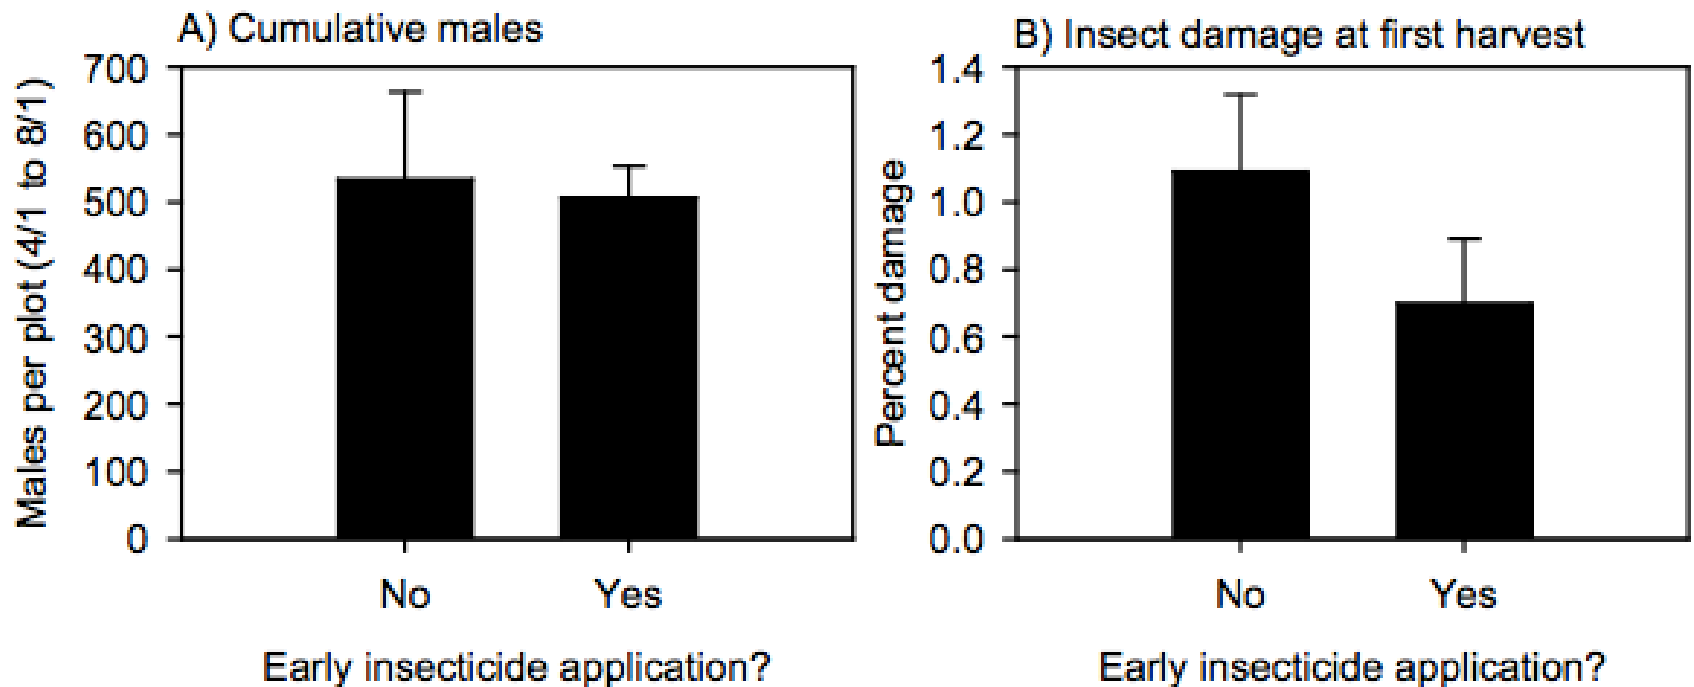 A) Cumulative males
700
600
500
400
300
200
100
0
Males per plot (4/1 to 8/1)
No Yes
Early insecticide application?
B) Insect damage at first harvest
1.4
1.2
1.0
0.8
0.6
0.4
0.2
0.0
Percent damage
No Yes
Early insecticide application?